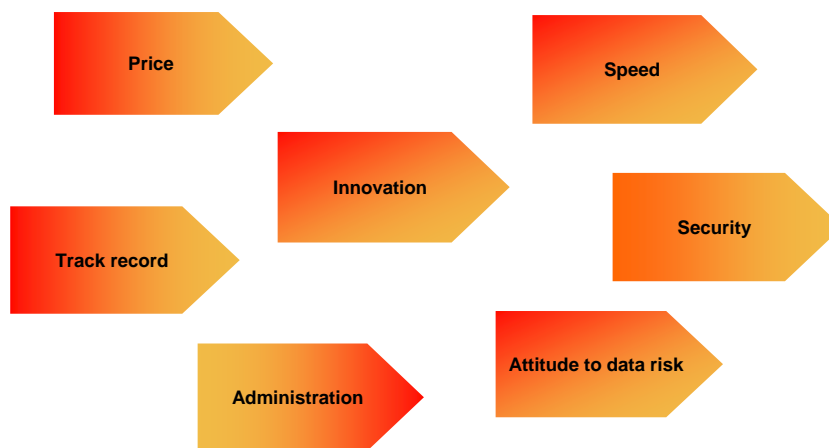 Price
Speed
Innovation
Security
Track record
Attitude to data risk
Administration